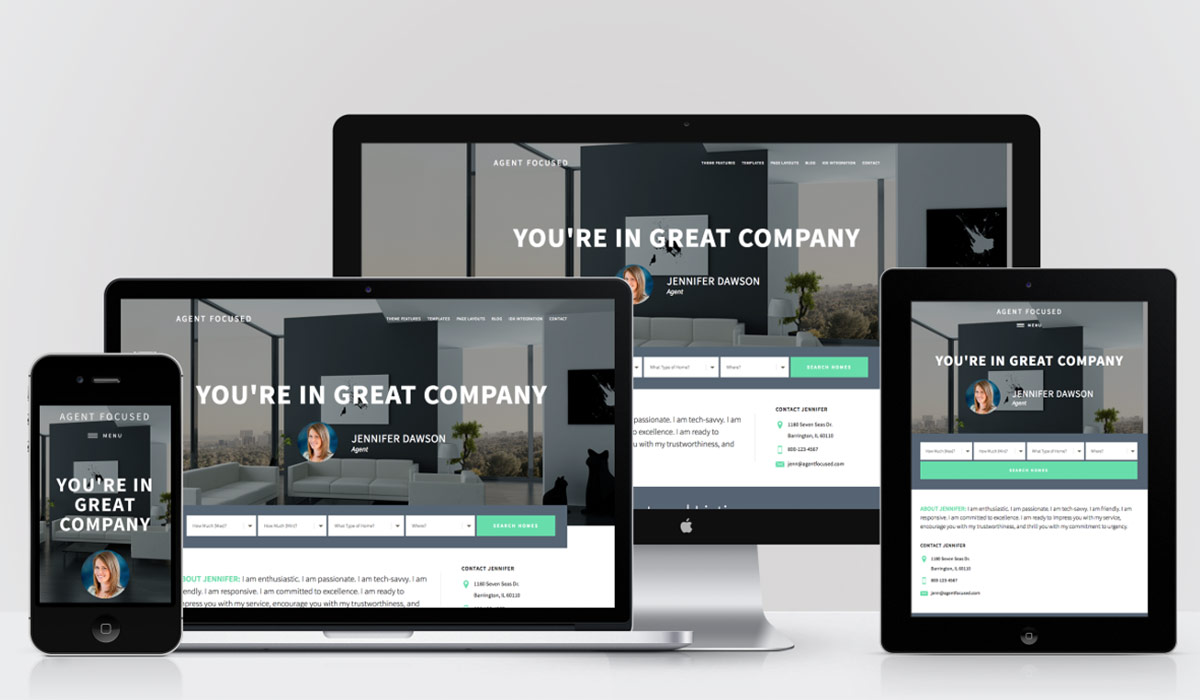 AGENT FOCUSED
THEME FEATURES TEMPLATES PAGE LAYOUTS BLOG IDX INTEGRATION CONTACT
YOU'RE IN GREAT COMPANY
JENNIFER DAWSON
Agent
What Type of Home? Where? SEARCH HOMES
passionate. I am tech-savvy. I am
to excellence. I am ready to
you with my trustworthiness, and
CONTACT JENNIFER
1180 Seven Seas Dr.
Barrington, IL 60110
800-123-4567
jenn@agentfocused.com
AGENT FOCUSED
THEME FEATURES TEMPLATES PAGE LAYOUTS BLOG IDX INTEGRATION CONTACT
YOU'RE IN GREAT COMPANY
JENNIFER DAWSON
Agent
How Much (Max)? How Much (Min)? What Type of Home? Where? SEARCH HOMES
BOUT JENNIFER: I am enthusiastic. I am passionate. I am tech-savvy. I am
endly. I am responsive. I am committed to excellence. I am ready to
mpress you with my service, encourage you with my trustworthiness, and
CONTACT JENNIFER
1180 Seven Seas Dr.
Barrington, IL 60110
AGENT FOCUSED
MENU
YOU'RE IN
GREAT
COMPANY
AGENT FOCUSED
MENU
YOU'RE IN GREAT COMPANY
JENNIFER DAWSON
Agent
How Much (Max)? How Much (Min)? What Type of Home? Where?
SEARCH HOMES
ABOUT JENNIFER: I am enthusiastic. I am passionate. I am tech-savvy. I am friendly. I am
responsive. I am committed to excellence. I am ready to impress you with my service,
encourage you with my trustworthiness, and thrill you with my commitment to urgency.
CONTACT JENNIFER
1180 Seven Seas Dr.
Barrington, IL 60110
800-123-4567
jenn@agentfocused.com